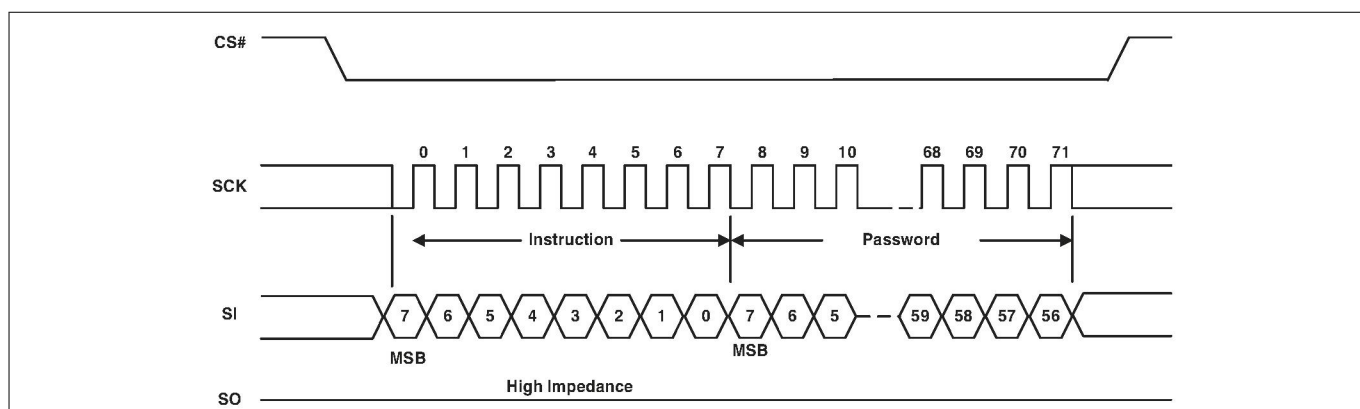 CS#
0 1 2 3 4 5 6 7 8 9 10 68 69 70 71
SCK
Instruction Password
SI 7 6 5 4 3 2 1 0 7 6 5 59 58 57 56
MSB MSB
High Impedance
SO